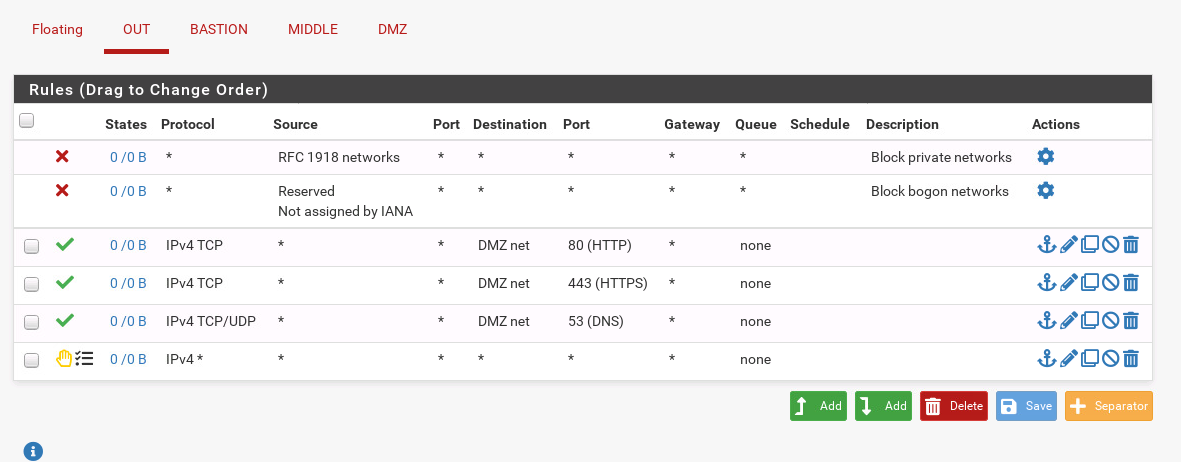 Floating OUT BASTION MIDDLE DMZ
Rules (Drag to Change Order)
States Protocol Source Port Destination Port Gateway Queue Schedule Description Actions
0 /0 B * RFC 1918 networks * * * * * Block private networks
0 /0 B * Reserved * * * * * Block bogon networks
Not assigned by IANA
0 /0 B IPv4 TCP * * DMZ net 80 (HTTP) * none
0 /0 B IPv4 TCP * * DMZ net 443 (HTTPS) * none
0 /0 B IPv4 TCP/UDP * * DMZ net 53 (DNS) * none
0 /0 B IPv4 * * * * * * none
Add Add Delete Save Separator